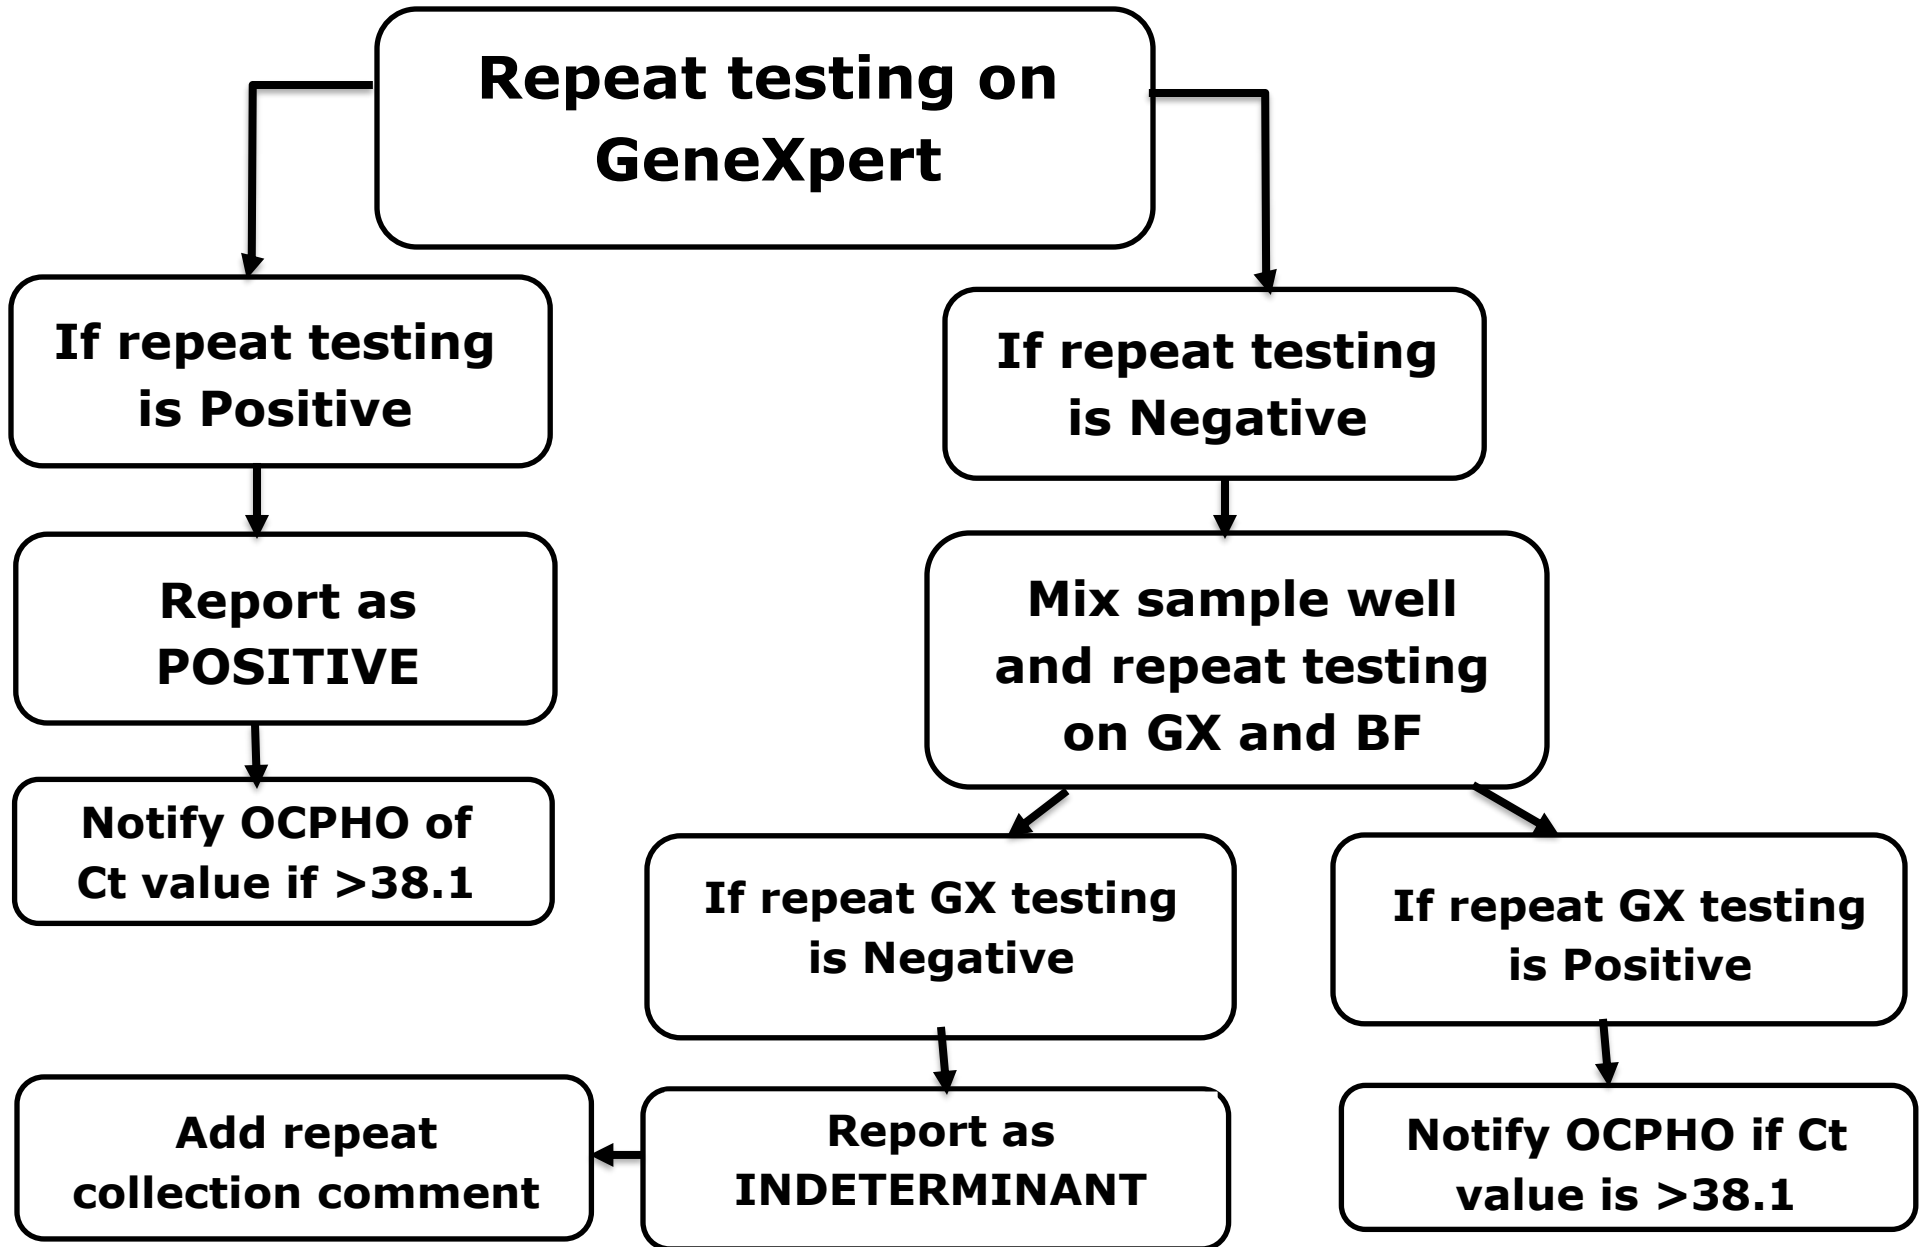 Repeat testing on
GeneXpert
If repeat testing
is Positive
If repeat testing
is Negative
Report as
POSITIVE
Mix sample well
and repeat testing
on GX and BF
Notify OCPHO of
Ct value if >38.1
If repeat GX testing
is Negative
If repeat GX testing
is Positive
Add repeat
collection comment
Report as
INDETERMINANT
Notify OCPHO if Ct
value is >38.1